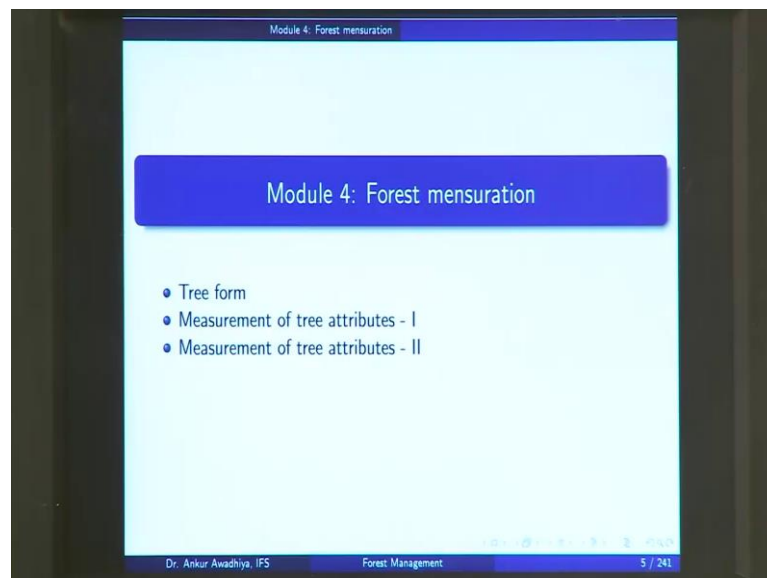 Module 4: Forest mensuration
Module 4: Forest mensuration
Tree form
Measurement of tree attributes - I
Measurement of tree attributes - II
Dr. Ankur Awadhiya, IFS
Forest Management
5 / 241